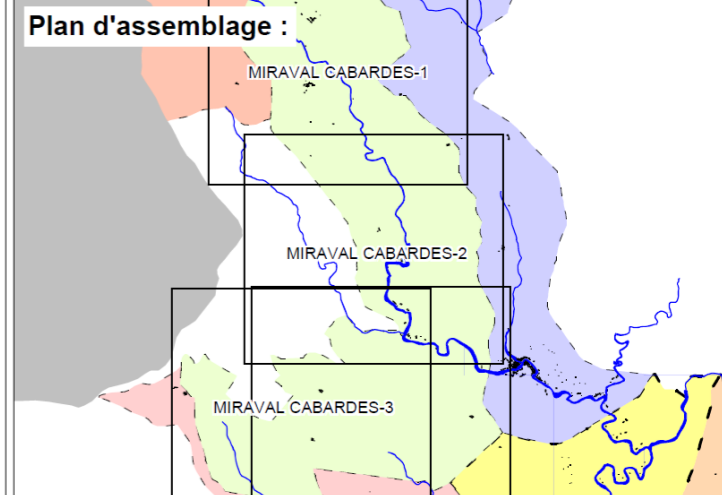 Plan d'assemblage :
MIRAVAL CABARDES-1
MIRAVAL CABARDES-2
MIRAVAL CABARDES-3